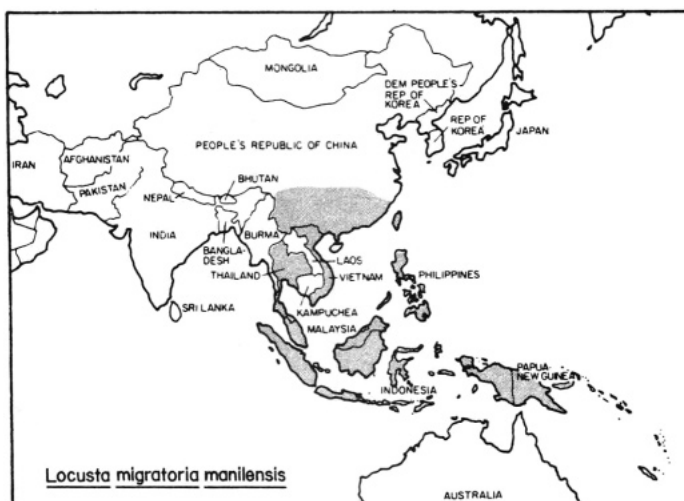 MONGOLIA
DEM PEOPLE'S
REP OF
KOREA
REP OF
KOREA
JAPAN
PEOPLE'S REPUBLIC OF CHINA
IRAN
AFGHANISTAN
PAKISTAN
NEPAL
BHUTAN
INDIA
BURMA
BANGLA-
DESH
LAOS
THAILAND
VIETNAM
PHILIPPINES
KAMPUCHEA
SRI LANKA
MALAYSIA
INDONESIA
PAPUA
NEW GUINEA
Locusta migratoria manilensis
AUSTRALIA